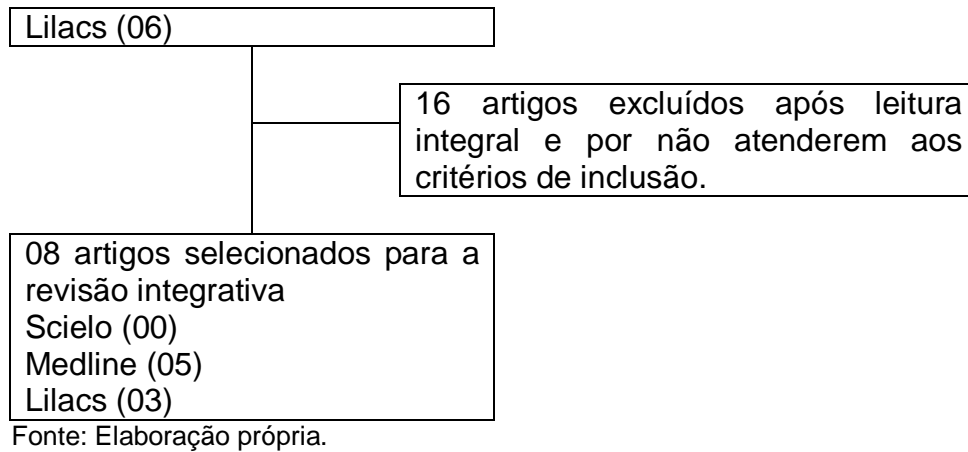 Lilacs (06)
16 artigos excluídos após leitura
integral e por não atenderem aos
critérios de inclusão.
08 artigos selecionados para a
revisão integrativa
Scielo (00)
Medline (05)
Lilacs (03)
Fonte: Elaboração própria.